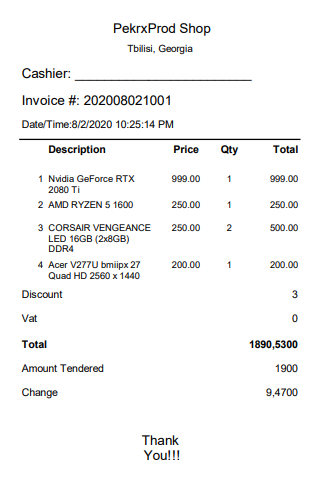 PekrxProd Shop
Tbilisi, Georgia
Cashier: ________________________
Invoice #: 202008021001
Date/Time:8/2/2020 10:25:14 PM
Description Price Qty Total
1 Nvidia GeForce RTX 999.00 1 999.00
2080 Ti
2 AMD RYZEN 5 1600 250.00 1 250.00
3 CORSAIR VENGEANCE 250.00 2 500.00
LED 16GB (2x8GB)
DDR4
4 Acer V277U bmiipx 27 200.00 1 200.00
Quad HD 2560 x 1440
Discount 3
Vat 0
Total 1890,5300
Amount Tendered 1900
Change 9,4700
Thank
You!!!